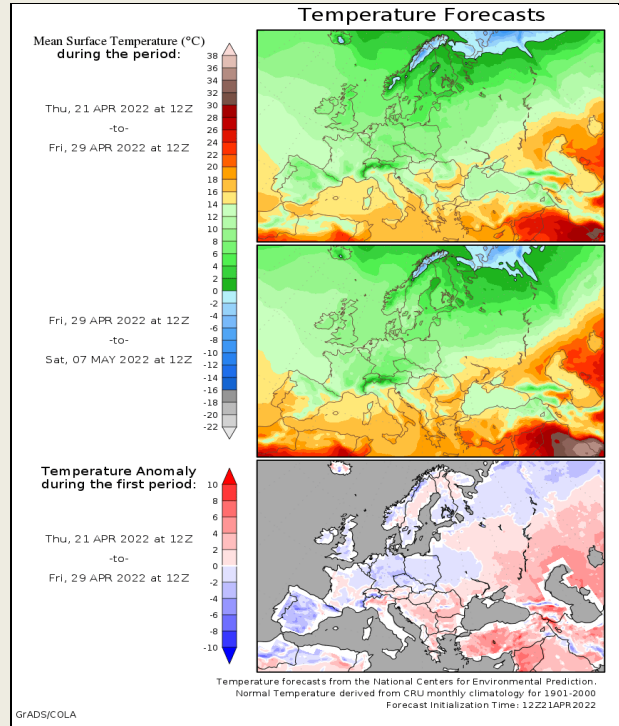 Temperature Forecasts
Mean Surface Temperature (°C)
during the period:
38
36
34
32
30
28
26
24
22
20
18
16
14
12
10
8
6
4
2
0
-2
-4
-6
-8
-10
-12
-14
-16
-18
-20
-22
Thu, 21 APR 2022 at 12Z
-to-
Fri, 29 APR 2022 at 12Z
Fri, 29 APR 2022 at 12Z
-to-
Sat, 07 MAY 2022 at 12Z
Temperature Anomaly
during the first period:
10
8
6
4
2
0
-2
-4
-6
-8
-10
Thu, 21 APR 2022 at 12Z
-to-
Fri, 29 APR 2022 at 12Z
Temperature forecasts from the National Centers for Environmental Prediction.
Normal Temperature derived from CRU monthly climatology for 1901-2000
Forecast Initialization Time: 12Z21APR2022
GrADS/COLA